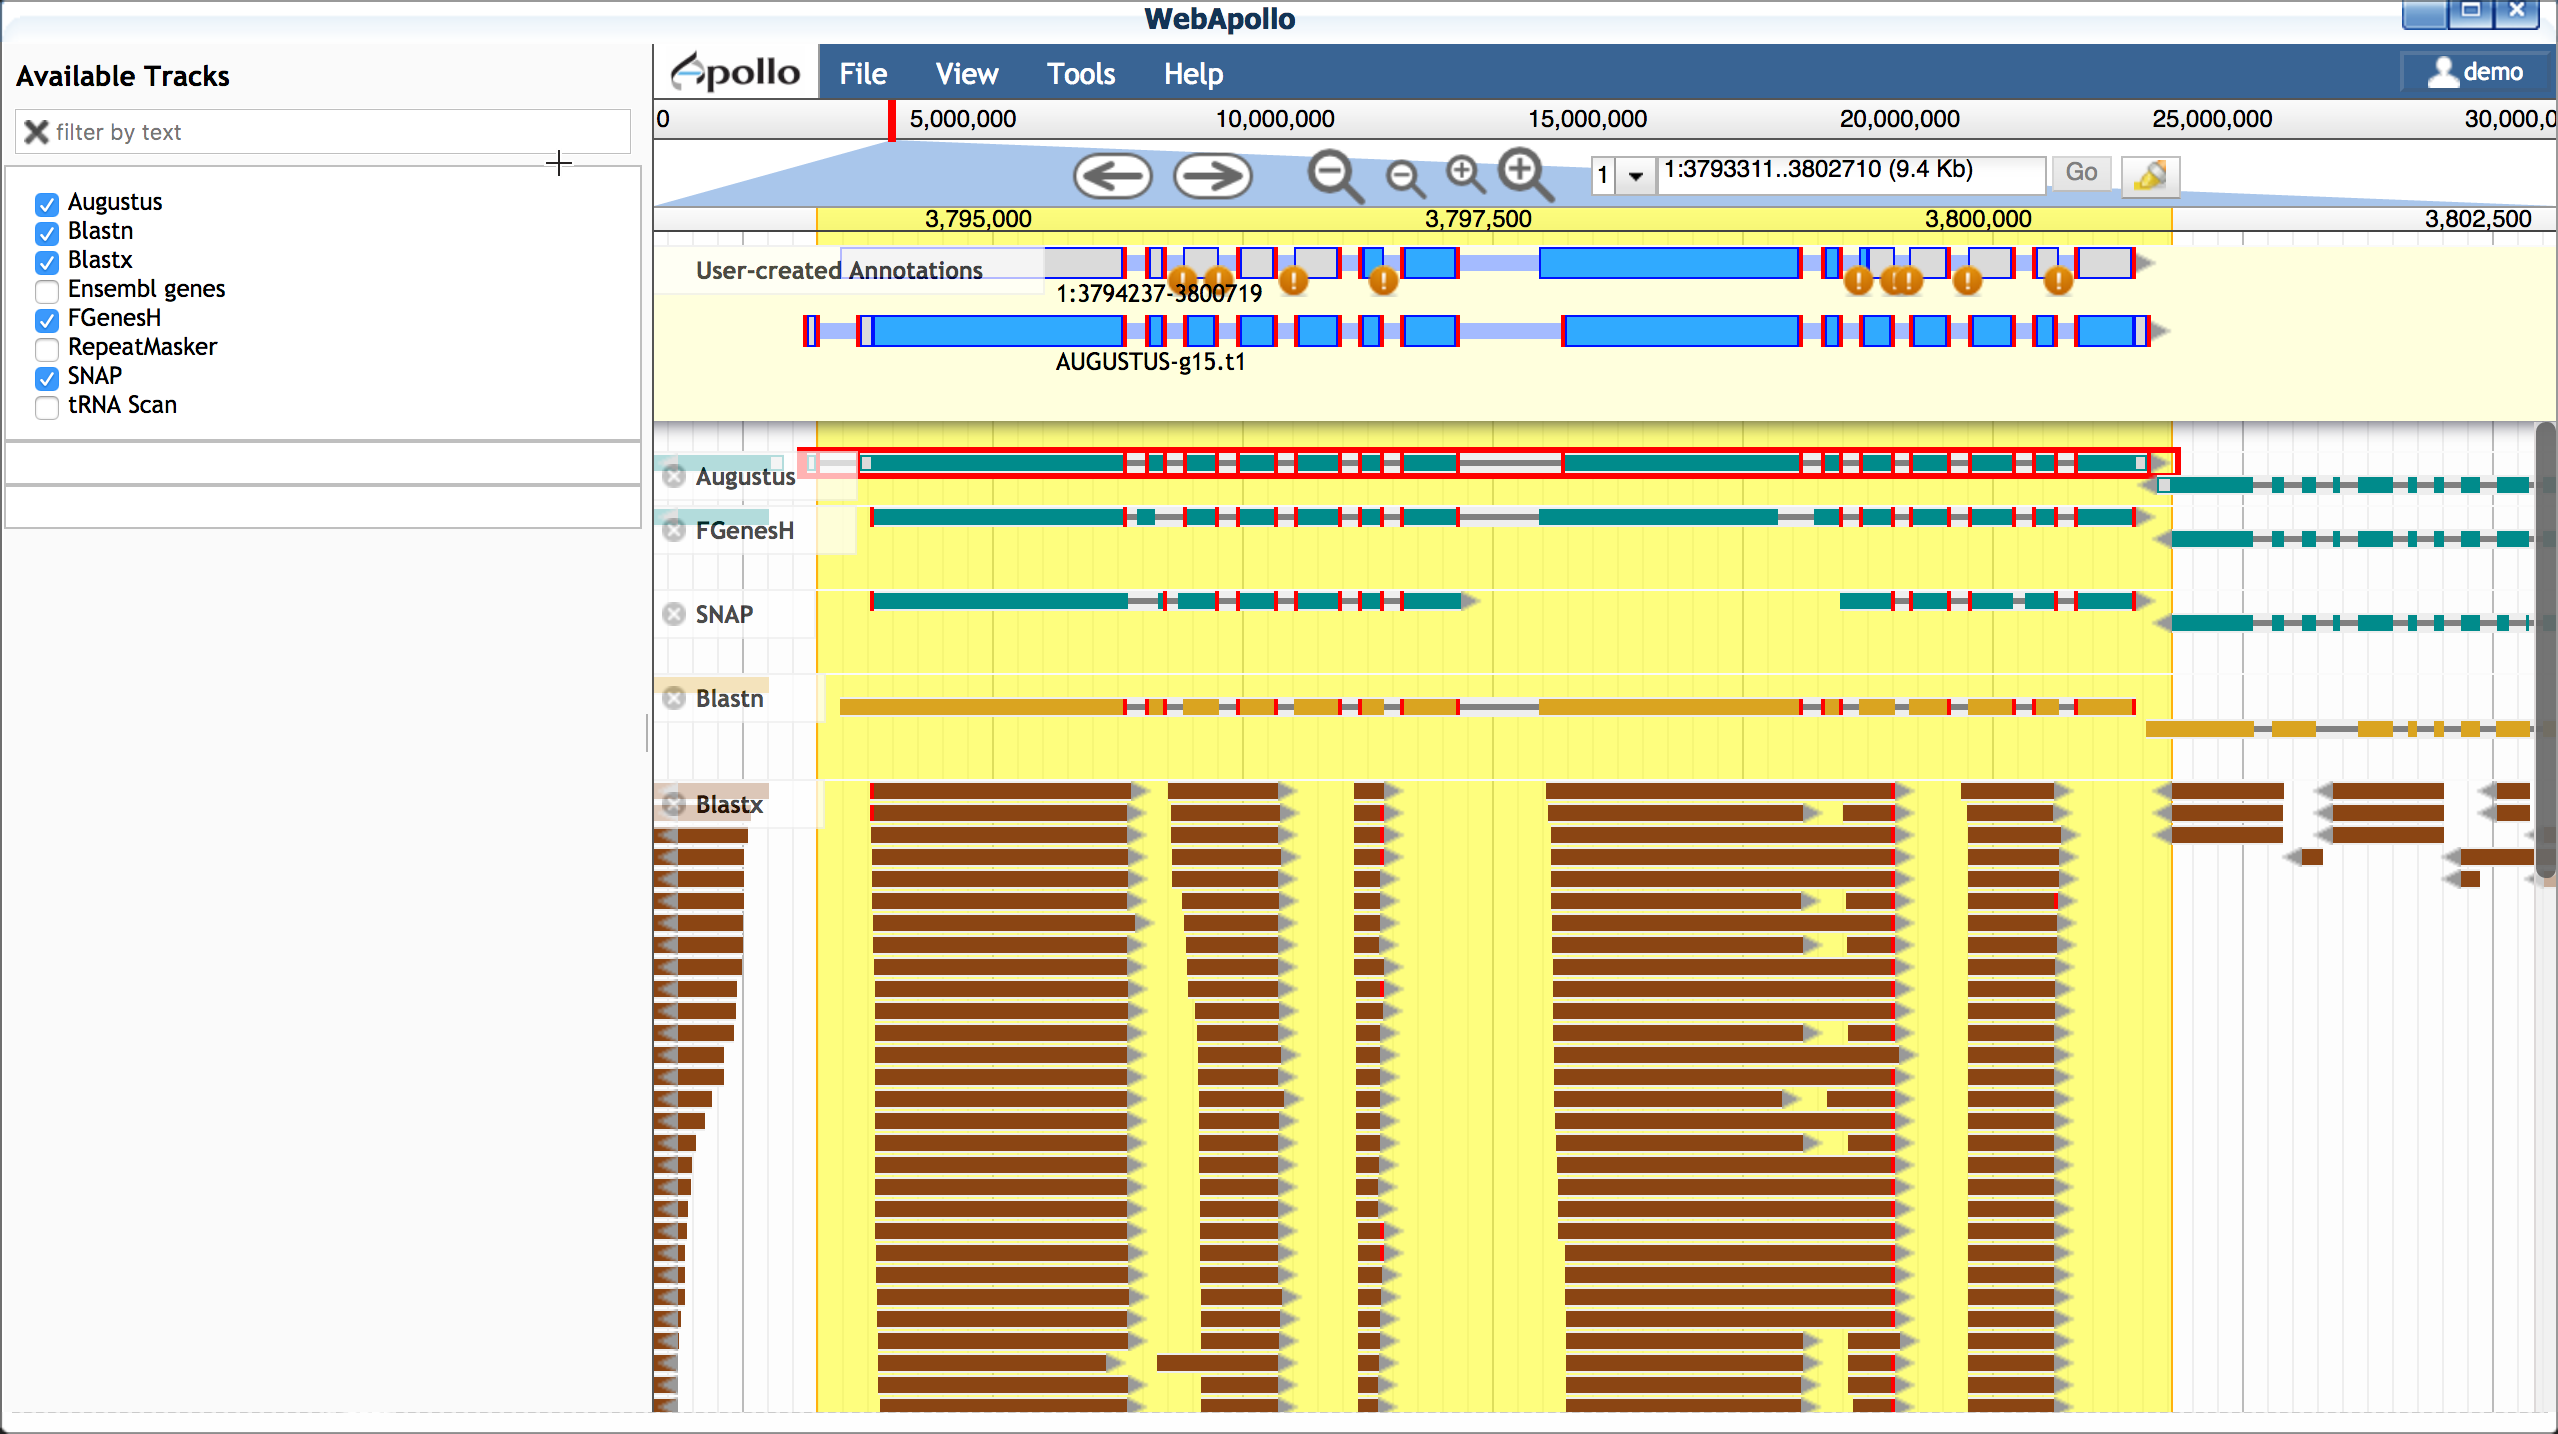 WebApollo
Available Tracks
filter by text
Augustus
Blastn
Blastx
Ensembl genes
FGenesH
RepeatMasker
SNAP
tRNA Scan
Apollo File View Tools Help demo
0 5,000,000 10,000,000 15,000,000 20,000,000 25,000,000 30,000,0
1 1:3793311..3802710 (9.4 Kb) Go
3,795,000 3,797,500 3,800,000 3,802,500
User-created Annotations
1:3794237-3800719
AUGUSTUS-g15.t1
Augustus
FGenesH
SNAP
Blastn
Blastx